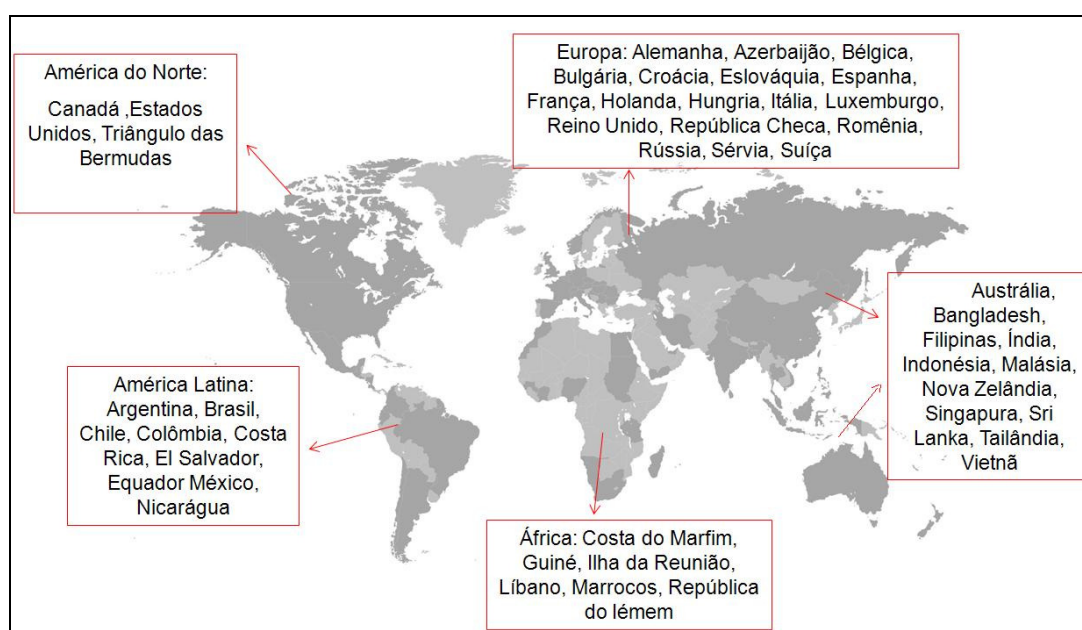 América do Norte:
Canadá ,Estados
Unidos, Triângulo das
Bermudas
Europa: Alemanha, Azerbaijão, Bélgica,
Bulgária, Croácia, Eslováquia, Espanha,
França, Holanda, Hungria, Itália, Luxemburgo,
Reino Unido, República Checa, Romênia,
Rússia, Sérvia, Suíça
Austrália,
Bangladesh,
Filipinas, Índia,
Indonésia, Malásia,
Nova Zelândia,
Singapura, Sri
Lanka, Tailândia,
Vietnã
América Latina:
Argentina, Brasil,
Chile, Colômbia, Costa
Rica, El Salvador,
Equador México,
Nicarágua
África: Costa do Marfim,
Guiné, Ilha da Reunião,
Líbano, Marrocos, República
do Iémem